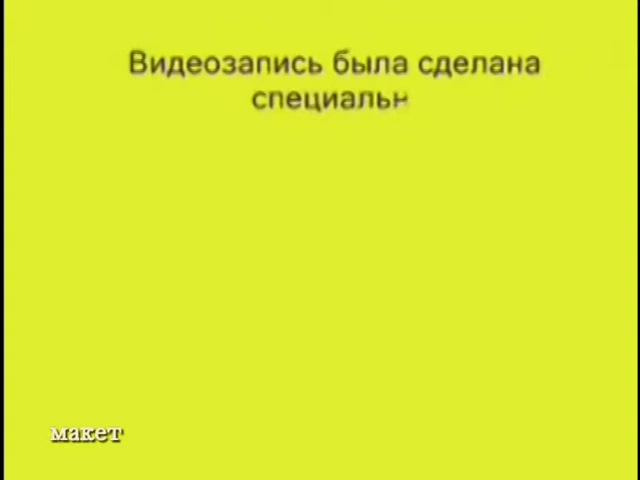 Видеозапись была сделана
специальн
макет